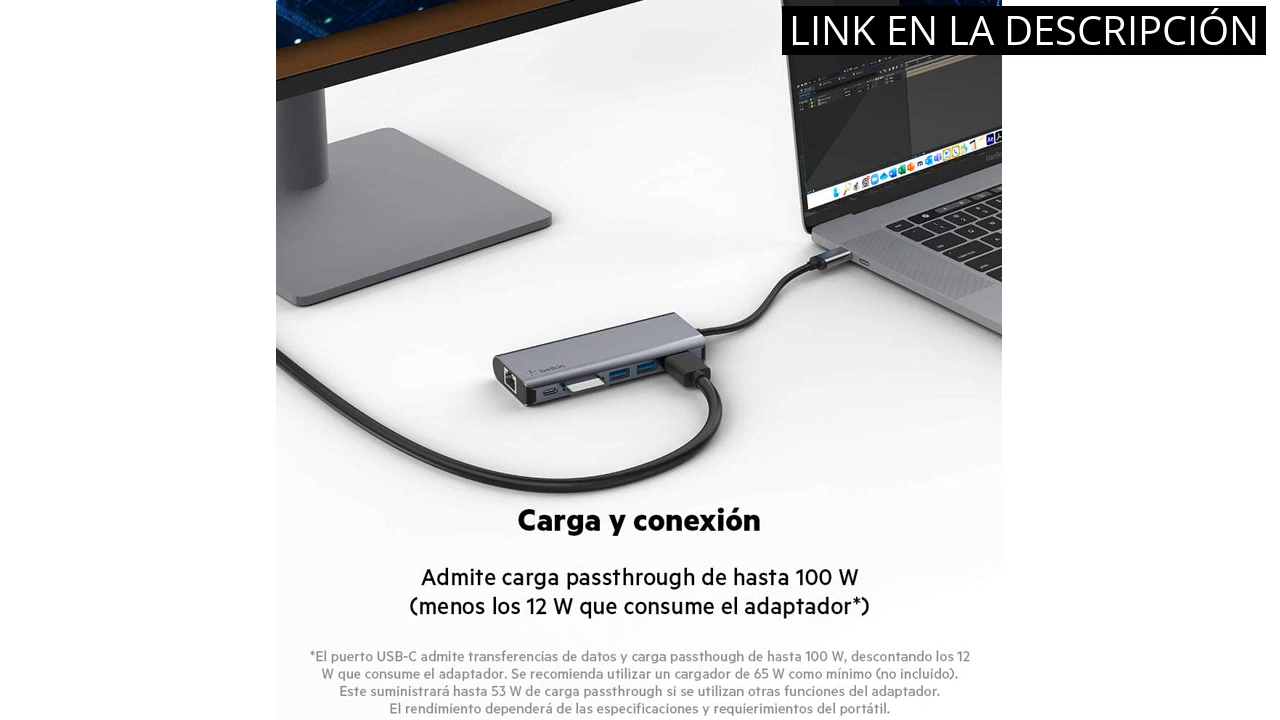 LINK EN LA DESCRIPCIÓN
belkin
Carga y conexión
Admite carga passthrough de hasta 100 W
(menos los 12 W que consume el adaptador*)
*El puerto USB-C admite transferencias de datos y carga passthough de hasta 100 W, descontando los 12
W que consume el adaptador. Se recomienda utilizar un cargador de 65 W como mínimo (no incluido).
Este suministrará hasta 53 W de carga passthrough si se utilizan otras funciones del adaptador.
El rendimiento dependerá de las especificaciones y requierimentos del portátil.